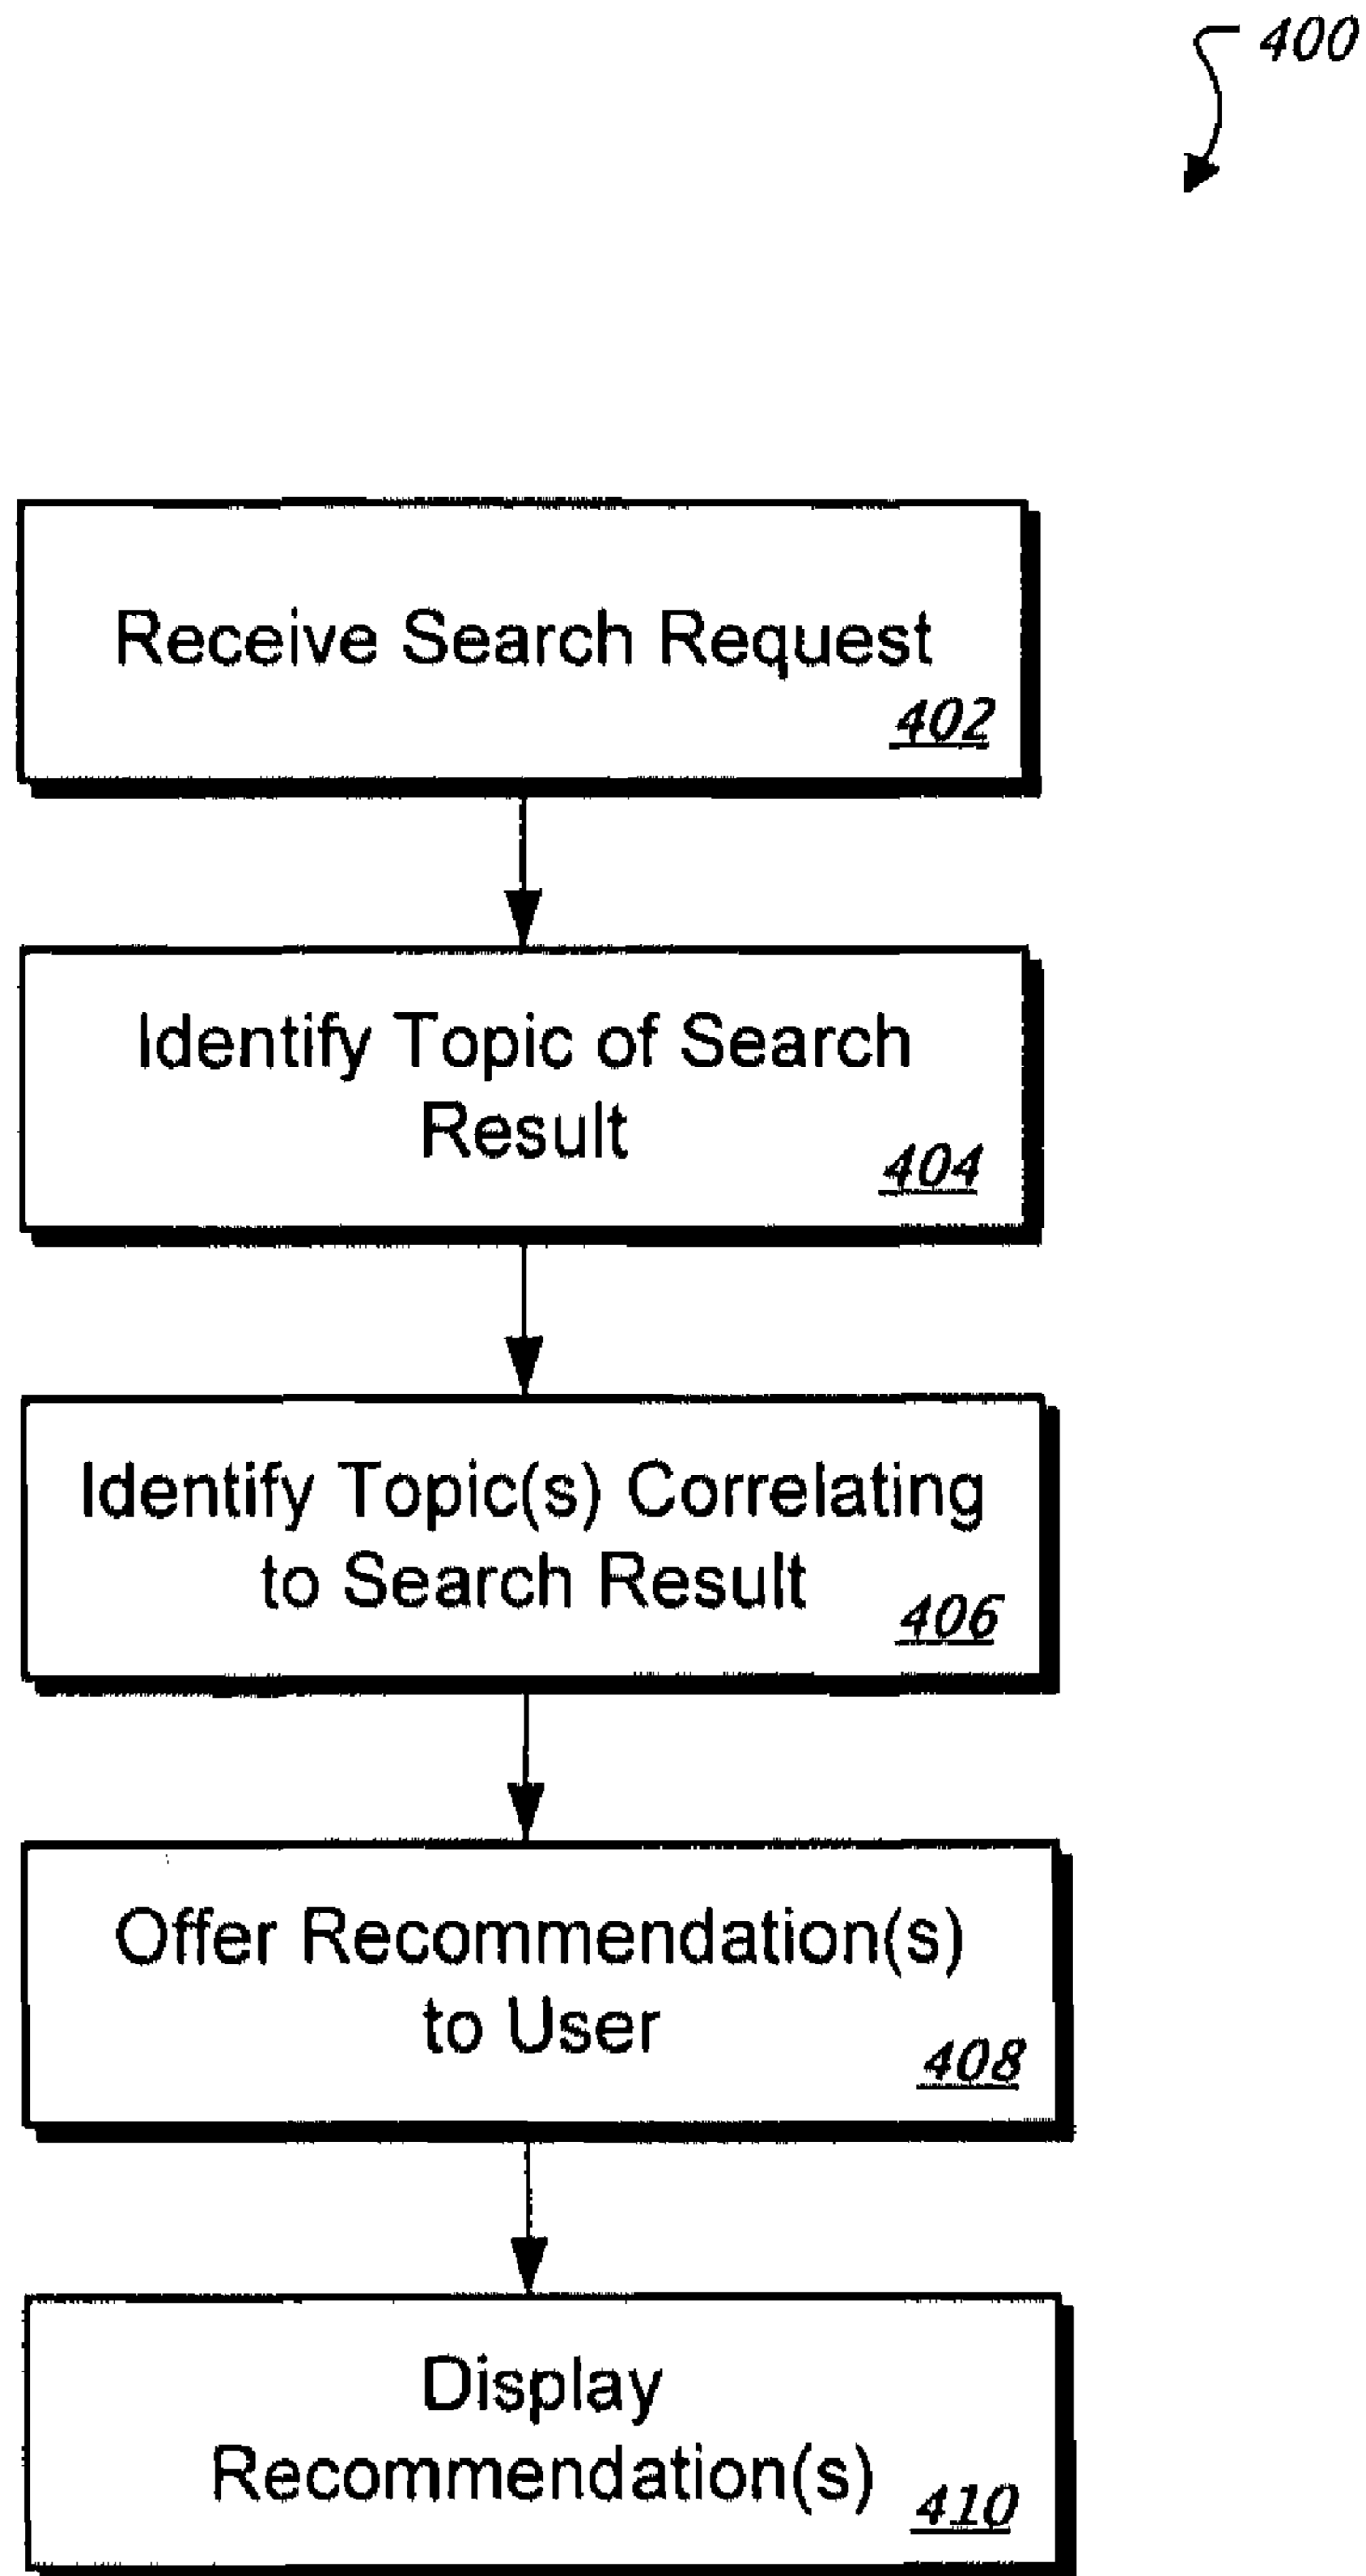 400
Receive Search Request
402
Identify Topic of Search
Result
404
Identify Topic(s) Correlating
to Search Result
406
Offer Recommendation(s)
to User
408
Display
Recommendation(s)
410